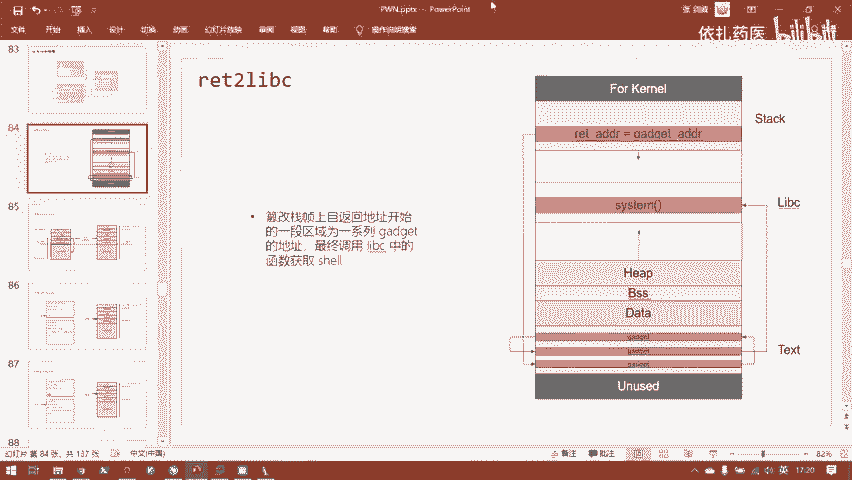 PWN.pptx - PowerPoint
文件 开始 插入 设计 切换 动画 幻灯片放映 审阅 视图 帮助 操作说明搜索
依扎药医 bilibili
83
84
85
86
87
88
ret2libc
• 篡改栈帧上自返回地址开始
的一段区域为一系列 gadget
的地址，最终调用 libc 中的
函数获取 shell
For Kernel
Stack
ret_addr = gadget_addr
system()
Libc
Heap
Bss
Data
gadget
gadget
gadget
Text
Unused
幻灯片 第 84 张，共 137 张 中文(中国) 备注 批注 82%
英 17:20